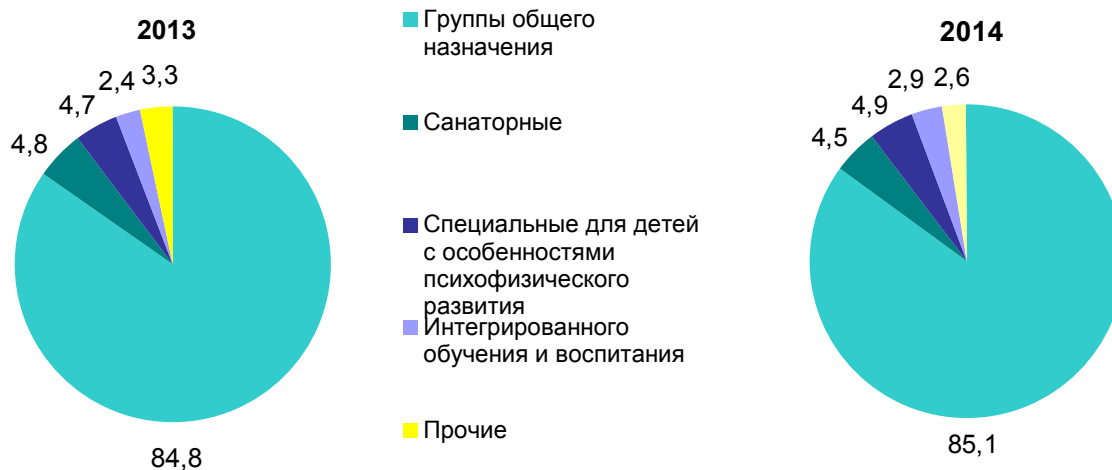 2013
3,3
2,4
4,7
4,8
84,8
Группы общего
назначения
Санаторные
Специальные для детей
с особенностями
психофизического
развития
Интегрированного
обучения и воспитания
Прочие
2014
2,6
2,9
4,9
4,5
85,1